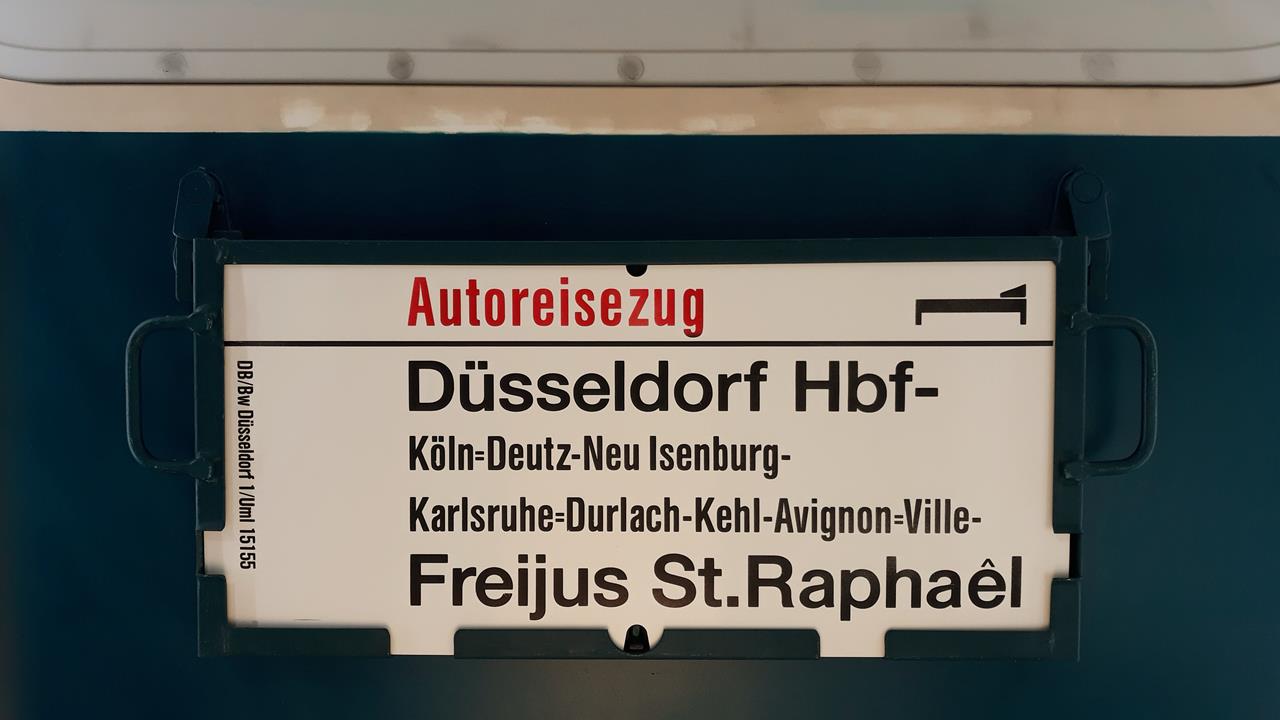 Autoreisezug
Düsseldorf Hbf-
Köln=Deutz-Neu Isenburg-
Karlsruhe=Durlach-Kehl-Avignon=Ville-
Freijus St.Raphaêl
DB/Bw Düsseldorf 1/Uml 15155